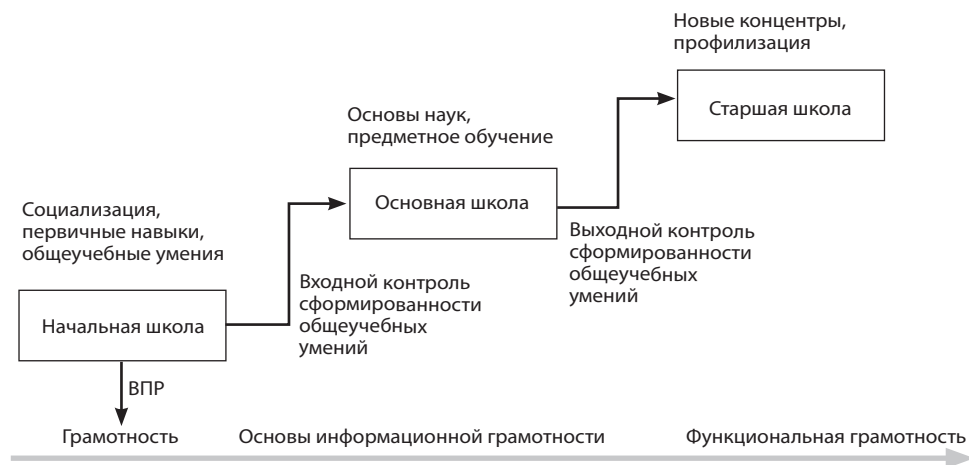 Новые концентры,
профилизация
Старшая школа
Основы наук,
предметное обучение
Основная школа
Выходной контроль
сформированности
общеучебных
умений
Социализация,
первичные навыки,
общеучебные умения
Входной контроль
сформированности
общеучебных
умений
Начальная школа
ВПР
Грамотность
Основы информационной грамотности
Функциональная грамотность